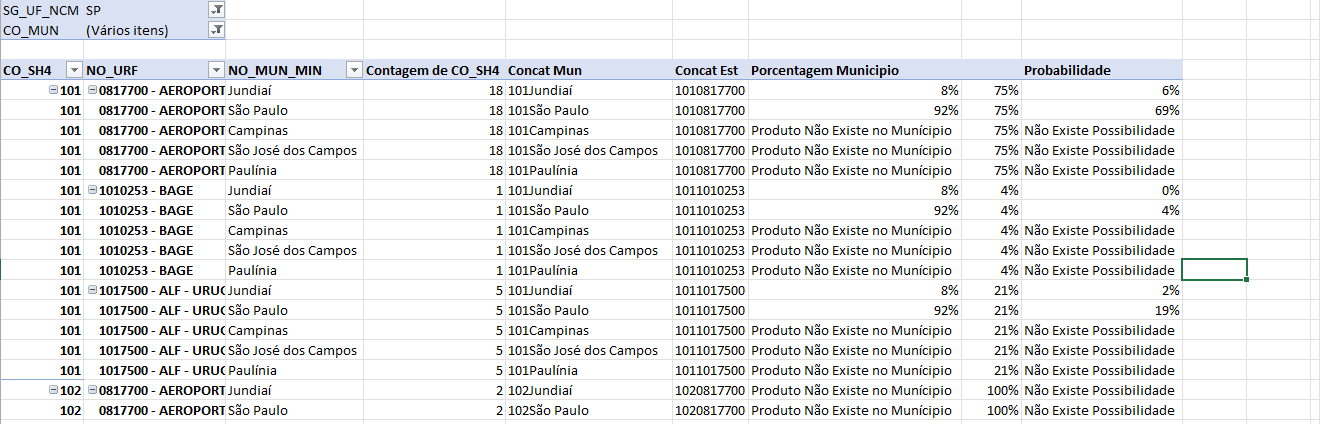 SG_UF_NCM SP
CO_MUN (Vários itens)
CO_SH4 NO_URF NO_MUN_MIN Contagem de CO_SH4 Concat Mun Concat Est Porcentagem Municipio Probabilidade
101 0817700 - AEROPORT Jundiaí 18 101Jundiaí 1010817700 8% 75% 6%
101 0817700 - AEROPORT São Paulo 18 101São Paulo 1010817700 92% 75% 69%
101 0817700 - AEROPORT Campinas 18 101Campinas 1010817700 Produto Não Existe no Munícipio 75% Não Existe Possibilidade
101 0817700 - AEROPORT São José dos Campos 18 101São José dos Campos 1010817700 Produto Não Existe no Munícipio 75% Não Existe Possibilidade
101 0817700 - AEROPORT Paulínia 18 101Paulínia 1010817700 Produto Não Existe no Munícipio 75% Não Existe Possibilidade
101 1010253 - BAGE Jundiaí 1 101Jundiaí 1011010253 8% 4% 0%
101 1010253 - BAGE São Paulo 1 101São Paulo 1011010253 92% 4% 4%
101 1010253 - BAGE Campinas 1 101Campinas 1011010253 Produto Não Existe no Munícipio 4% Não Existe Possibilidade
101 1010253 - BAGE São José dos Campos 1 101São José dos Campos 1011010253 Produto Não Existe no Munícipio 4% Não Existe Possibilidade
101 1010253 - BAGE Paulínia 1 101Paulínia 1011010253 Produto Não Existe no Munícipio 4% Não Existe Possibilidade
101 1017500 - ALF - URUG Jundiaí 5 101Jundiaí 1011017500 8% 21% 2%
101 1017500 - ALF - URUG São Paulo 5 101São Paulo 1011017500 92% 21% 19%
101 1017500 - ALF - URUG Campinas 5 101Campinas 1011017500 Produto Não Existe no Munícipio 21% Não Existe Possibilidade
101 1017500 - ALF - URUG São José dos Campos 5 101São José dos Campos 1011017500 Produto Não Existe no Munícipio 21% Não Existe Possibilidade
101 1017500 - ALF - URUG Paulínia 5 101Paulínia 1011017500 Produto Não Existe no Munícipio 21% Não Existe Possibilidade
102 0817700 - AEROPORT Jundiaí 2 102Jundiaí 1020817700 Produto Não Existe no Munícipio 100% Não Existe Possibilidade
102 0817700 - AEROPORT São Paulo 2 102São Paulo 1020817700 Produto Não Existe no Munícipio 100% Não Existe Possibilidade